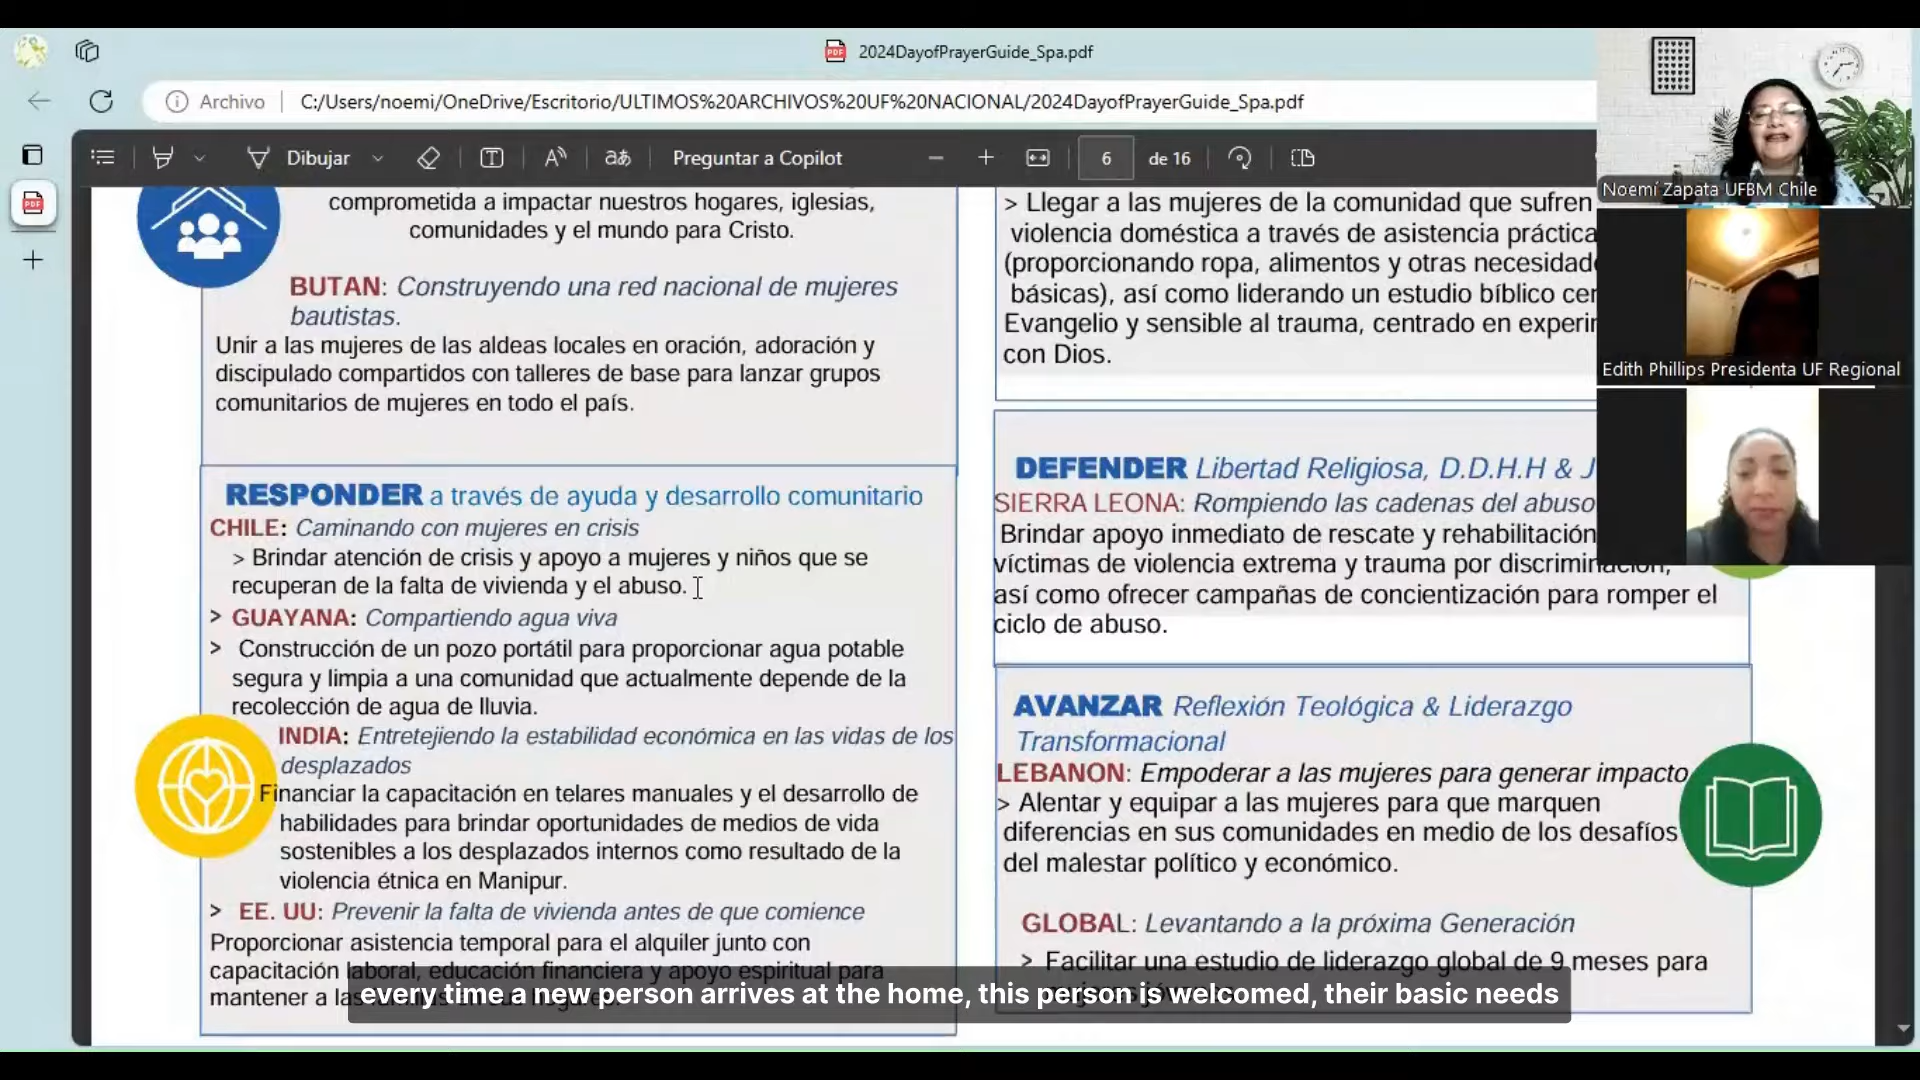 2024DayofPrayerGuide_Spa.pdf
Archivo
C:/Users/noemi/OneDrive/Escritorio/ULTIMOS%20ARCHIVOS%20UF%20NACIONAL/2024DayofPrayerGuide_Spa.pdf
Dibujar
Preguntar a Copilot
6
de 16
comprometida a impactar nuestros hogares, iglesias,
comunidades y el mundo para Cristo.
BUTAN: Construyendo una red nacional de mujeres
bautistas.
Unir a las mujeres de las aldeas locales en oración, adoración y
discipulado compartidos con talleres de base para lanzar grupos
comunitarios de mujeres en todo el país.
RESPONDER a través de ayuda y desarrollo comunitario
CHILE: Caminando con mujeres en crisis
> Brindar atención de crisis y apoyo a mujeres y niños que se
recuperan de la falta de vivienda y el abuso.
> GUAYANA: Compartiendo agua viva
> Construcción de un pozo portátil para proporcionar agua potable
segura y limpia a una comunidad que actualmente depende de la
recolección de agua de lluvia.
INDIA: Entretejiendo la estabilidad económica en las vidas de los
desplazados
Financiar la capacitación en telares manuales y el desarrollo de
habilidades para brindar oportunidades de medios de vida
sostenibles a los desplazados internos como resultado de la
violencia étnica en Manipur.
> EE. UU: Prevenir la falta de vivienda antes de que comience
Proporcionar asistencia temporal para el alquiler junto con
capacitación laboral, educación financiera y apoyo espiritual para
mantener a las
> Llegar a las mujeres de la comunidad que sufren
violencia doméstica a través de asistencia práctica
(proporcionando ropa, alimentos y otras necesidad
básicas), así como liderando un estudio bíblico cen
Evangelio y sensible al trauma, centrado en experi
con Dios.
DEFENDER Libertad Religiosa, D.D.H.H & J
SIERRA LEONA: Rompiendo las cadenas del abuso
Brindar apoyo inmediato de rescate y rehabilitación
víctimas de violencia extrema y trauma por discriminación,
así como ofrecer campañas de concientización para romper el
ciclo de abuso.
AVANZAR Reflexión Teológica & Liderazgo
Transformacional
LEBANON: Empoderar a las mujeres para generar impacto
> Alentar y equipar a las mujeres para que marquen
diferencias en sus comunidades en medio de los desafíos
del malestar político y económico.
GLOBAL: Levantando a la próxima Generación
> Facilitar una estudio de liderazgo global de 9 meses para
Noemí Zapata UFBM Chile
Edith Phillips Presidenta UF Regional
every time a new person arrives at the home, this person is welcomed, their basic needs